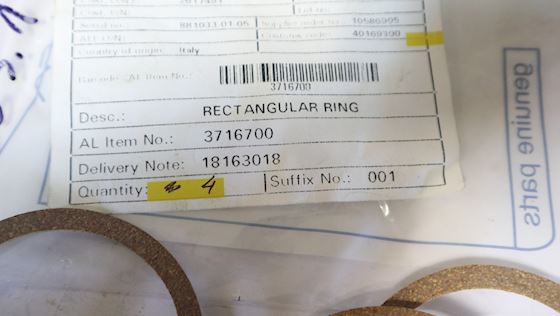 Serial no.: 881033.01.05 Supplier order no.: 10586995
ALT I/N: Customs code: 40169300
Country of origin: Italy
Barcode (AL Item No.:
3716700
Desc.: RECTANGULAR RING
AL Item No.: 3716700
Delivery Note: 18163018
Quantity: 4 Suffix No.: 001
genuine parts